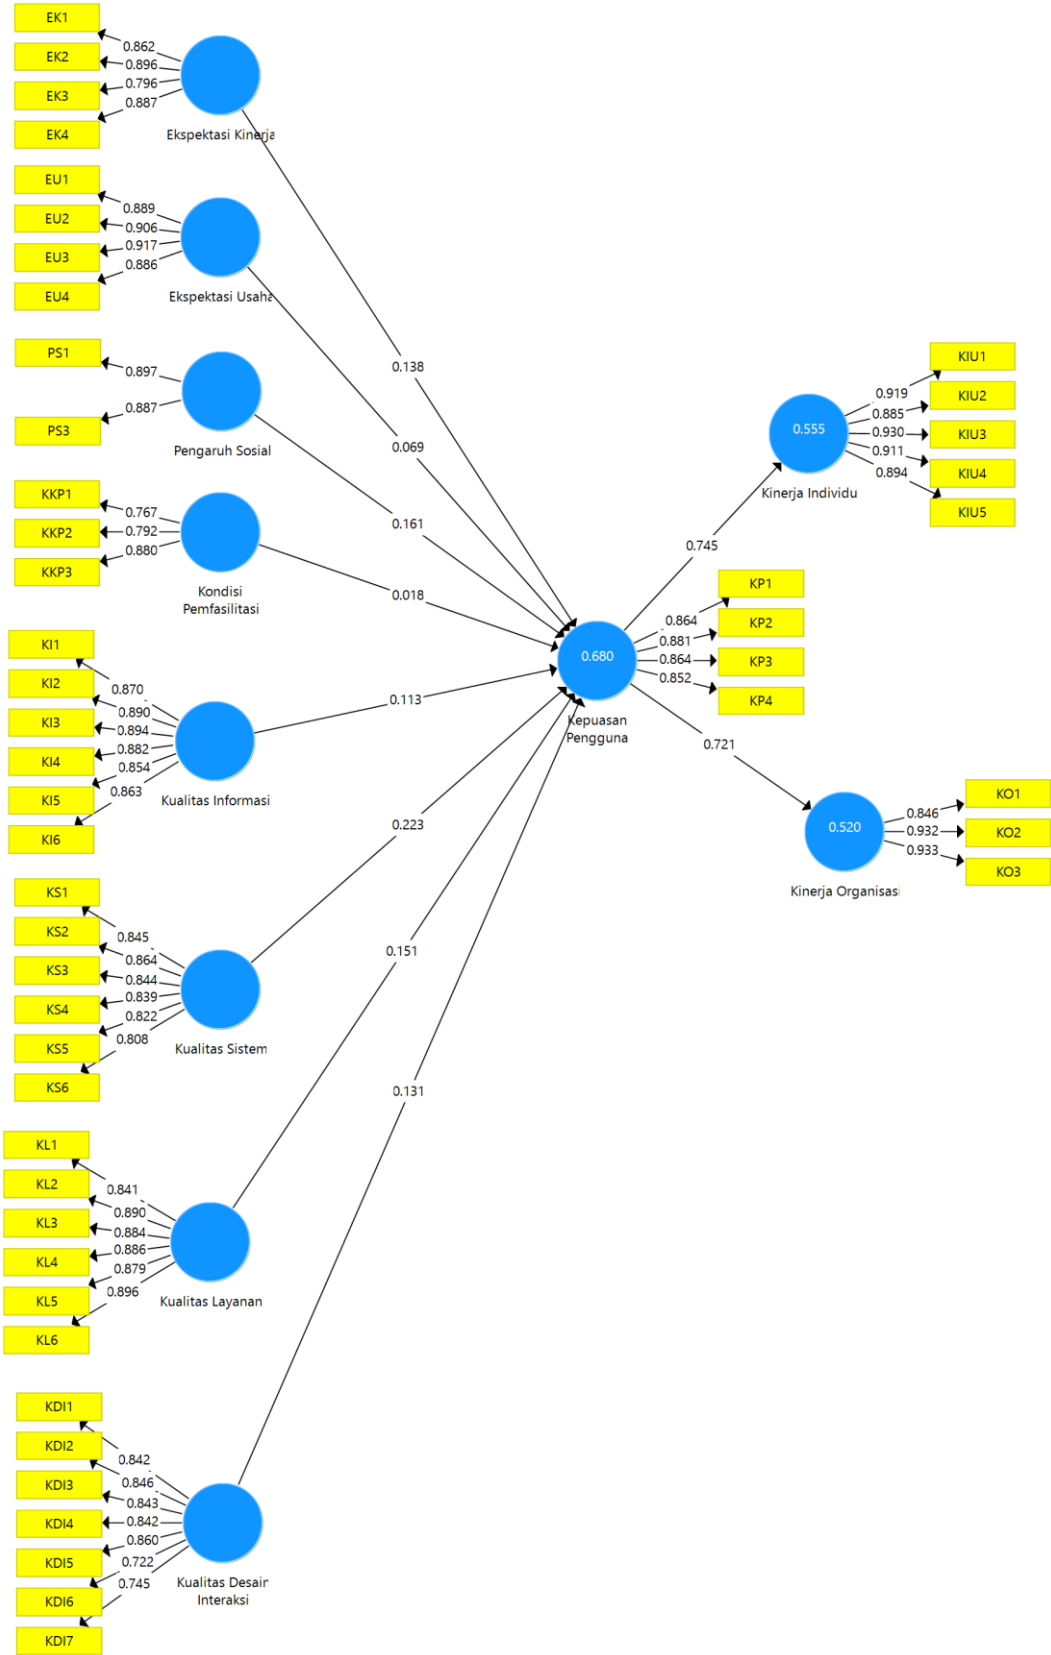 EK1
0.862
EK2
0.896
EK3
0.796
0.887
EK4
Ekspektasi Kinerja
EU1
0.889
EU2
0.906
EU3
0.917
0.886
EU4
Ekspektasi Usaha
PS1
0.897
0.887
PS3
Pengaruh Sosial
KKP1
0.767
KKP2
0.792
0.880
KKP3
Kondisi
Pemfasilitasi
KI1
0.870
KI2
0.890
KI3
0.894
0.882
KI4
0.854
0.863
KI5
KI6
Kualitas Informasi
KS1
0.845
KS2
0.864
KS3
0.844
0.839
KS4
0.822
0.808
KS5
KS6
Kualitas Sistem
KL1
0.841
KL2
0.890
KL3
0.884
0.886
KL4
0.879
0.896
KL5
KL6
Kualitas Layanan
KDI1
KDI2
0.842
0.846
KDI3
0.843
KDI4
0.842
0.860
KDI5
0.722
0.745
KDI6
KDI7
Kualitas Desain
Interaksi
0.138
0.069
0.161
0.018
0.113
0.223
0.151
0.131
0.680
Kepuasan
Pengguna
0.864
0.881
0.864
0.852
KP1
KP2
KP3
KP4
0.745
0.721
0.555
Kinerja Individu
0.919
0.885
0.930
0.911
0.894
KIU1
KIU2
KIU3
KIU4
KIU5
0.520
Kinerja Organisasi
0.846
0.932
0.933
KO1
KO2
KO3